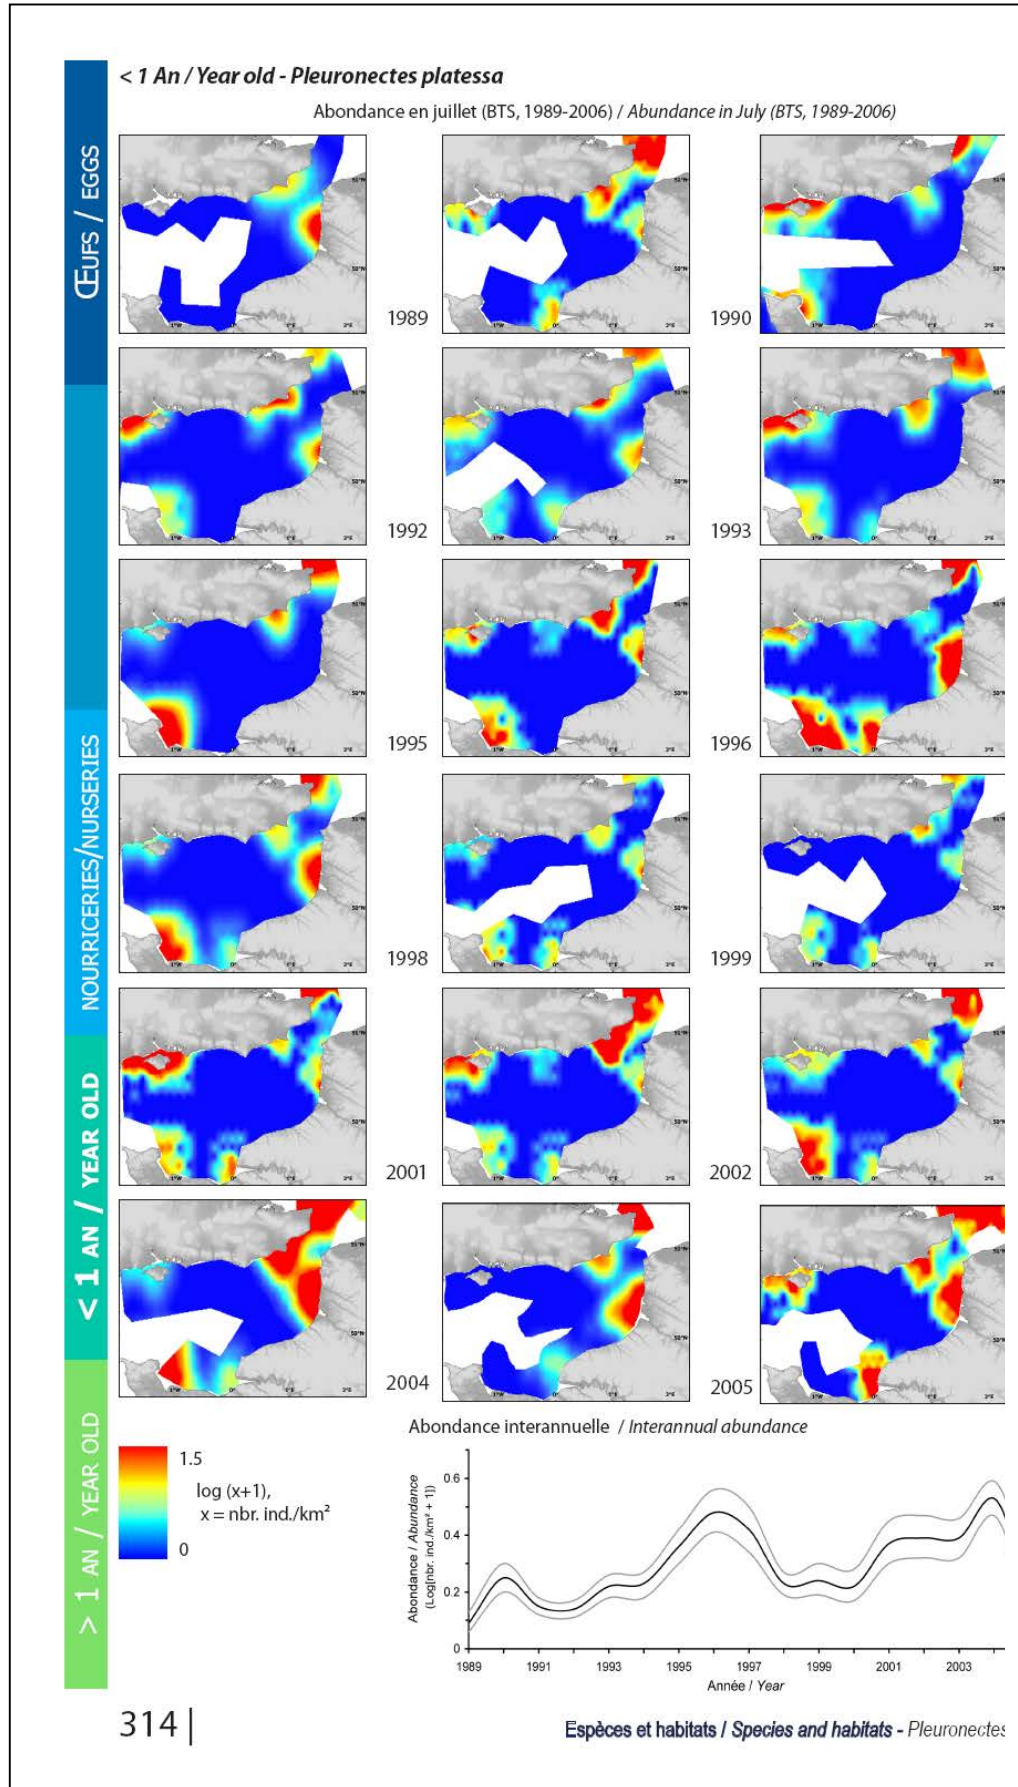 < 1 An / Year old - Pleuronectes platessa
Abondance en juillet (BTS, 1989-2006) / Abundance in July (BTS, 1989-2006)
ŒUFS / EGGS
NOURRICERIES/NURSERIES
< 1 AN / YEAR OLD
> 1 AN / YEAR OLD
1989
1990
1992
1993
1995
1996
1998
1999
2001
2002
2004
2005
Abondance interannuelle / Interannual abundance
1.5
log (x+1),
x = nbr. ind./km²
0
Abondance / Abundance
(Log[nbr. ind./km² + 1])
0.6
0.4
0.2
0
1989 1991 1993 1995 1997 1999 2001 2003
Année / Year
314 |
Espèces et habitats / Species and habitats - Pleuronectes